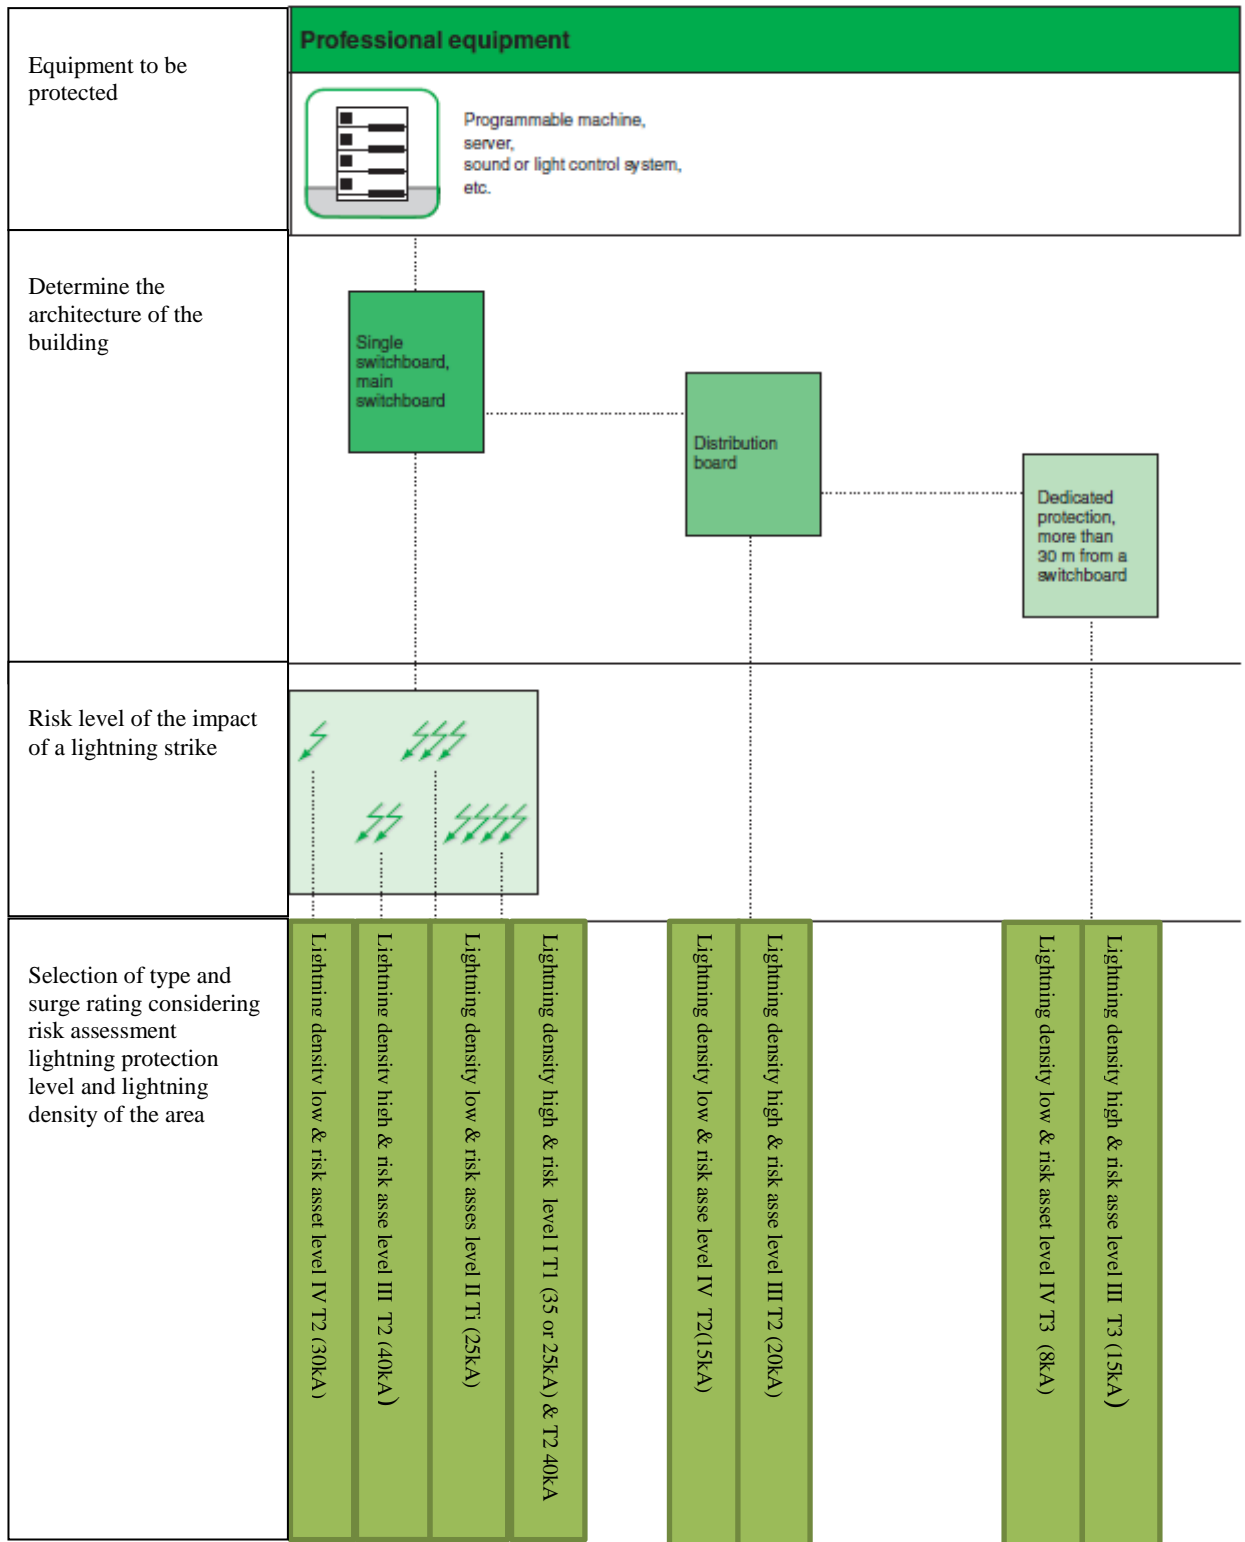 Equipment to be
protected
Professional equipment
Programmable machine,
server,
sound or light control system,
etc.
Determine the
architecture of the
building
Single
switchboard,
main
switchboard
Distribution
board
Dedicated
protection,
more than
30 m from a
switchboard
Risk level of the impact
of a lightning strike
Selection of type and
surge rating considering
risk assessment
lightning protection
level and lightning
density of the area
Lightning density low & risk asset level IV T2 (30kA)
Lightning density high & risk asse level III T2 (40kA)
Lightning density low & risk asses level II Ti (25kA)
Lightning density high & risk level I T1 (35 or 25kA) & T2 40kA
Lightning density low & risk asse level IV T2(15kA)
Lightning density high & risk asse level III T2 (20kA)
Lightning density low & risk asset level IV T3 (8kA)
Lightning density high & risk asse level III T3 (15kA)